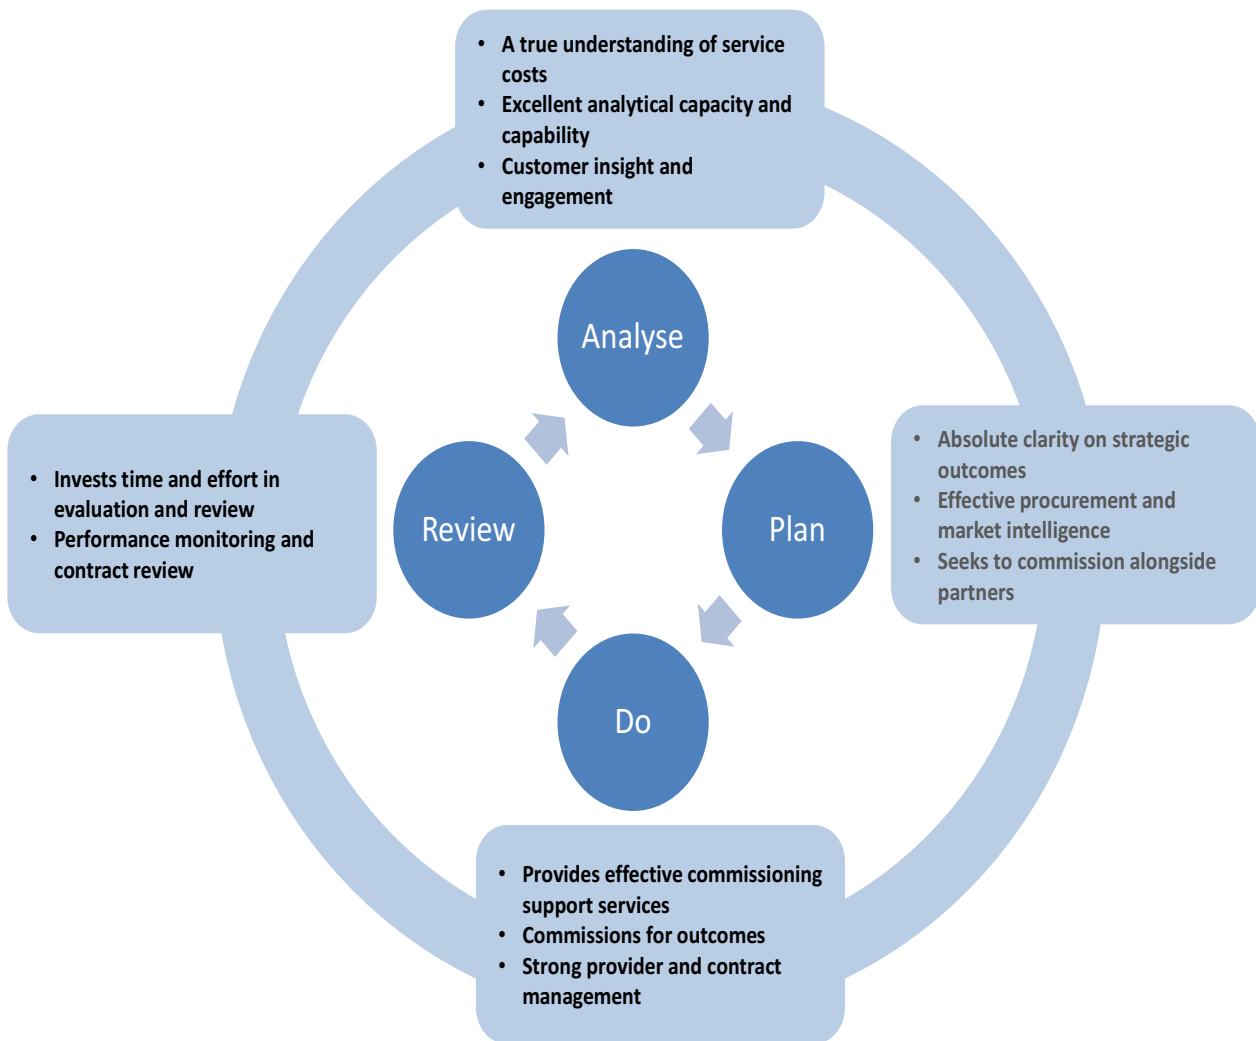 • A true understanding of service
costs
• Excellent analytical capacity and
capability
• Customer insight and
engagement
Analyse
• Invests time and effort in
evaluation and review
• Performance monitoring and
contract review
Review
Plan
• Absolute clarity on strategic
outcomes
• Effective procurement and
market intelligence
• Seeks to commission alongside
partners
Do
• Provides effective commissioning
support services
• Commissions for outcomes
• Strong provider and contract
management